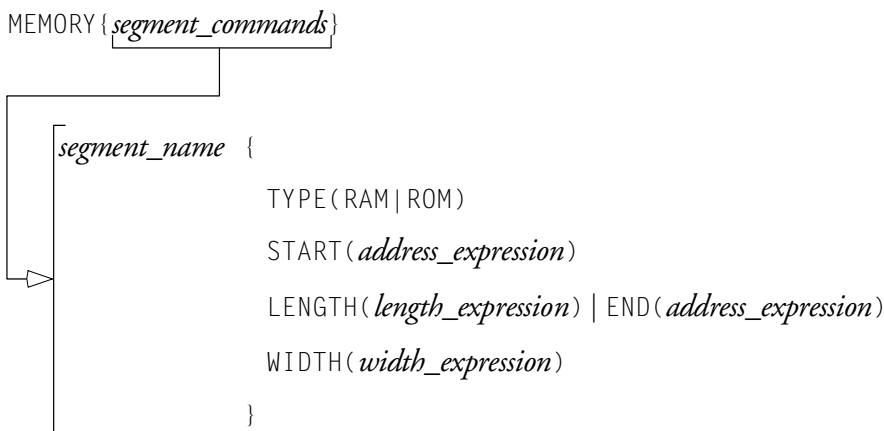 MEMORY{segment_commands}
segment_name {
TYPE(RAM|ROM)
START(address_expression)
LENGTH(length_expression) | END(address_expression)
WIDTH(width_expression)
}